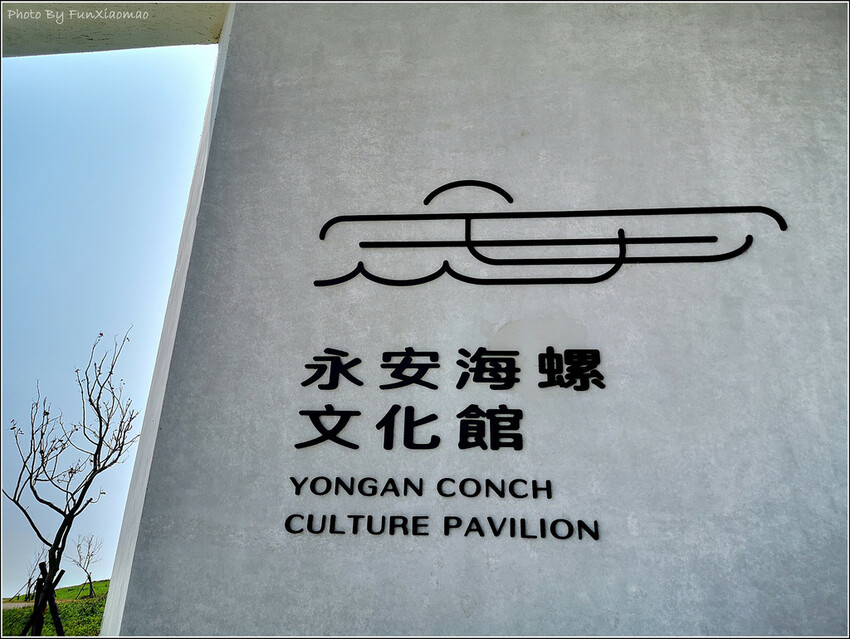 Photo By FunXiaomao
永安海螺
文化館
YONGAN CONCH
CULTURE PAVILION